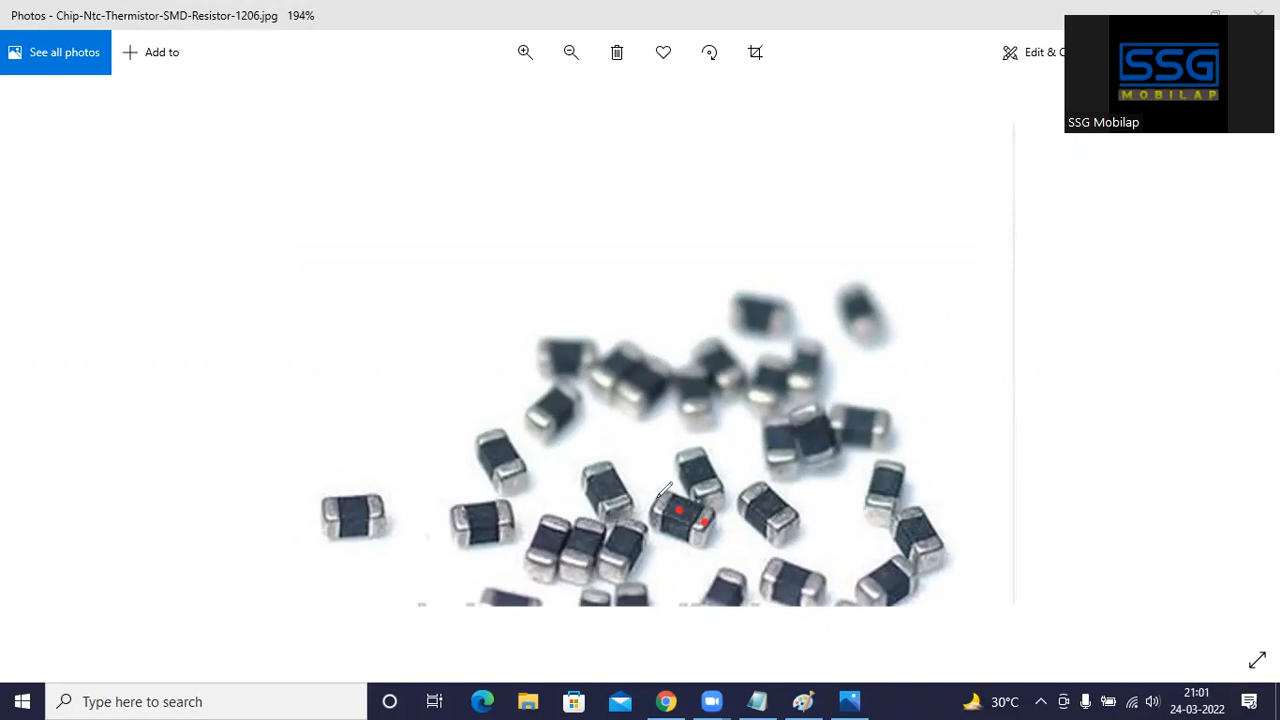 Photos - Chip-Ntc-Thermistor-SMD-Resistor-1206.jpg 194%
See all photos
Add to
Edit & C
SSG
MOBILAP
SSG Mobilap
Type here to search
30°C
21:01
24-03-2022